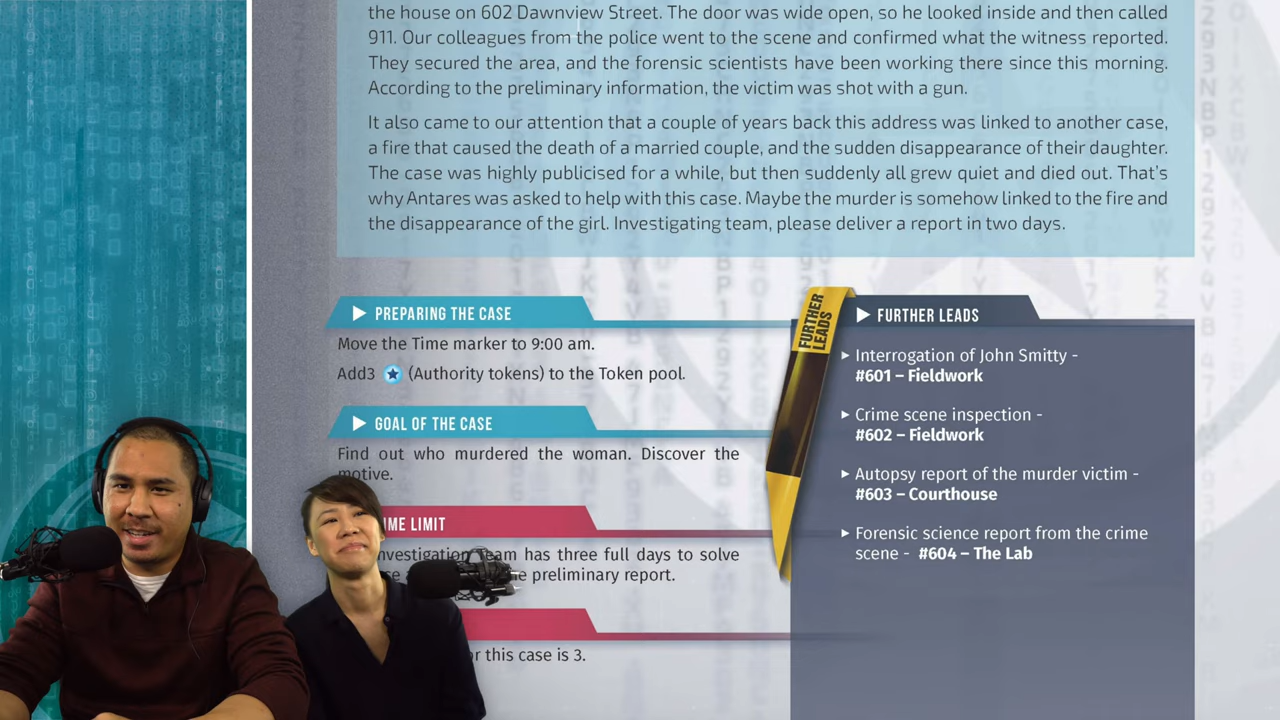 the house on 602 Dawnview Street. The door was wide open, so he looked inside and then called
911. Our colleagues from the police went to the scene and confirmed what the witness reported.
They secured the area, and the forensic scientists have been working there since this morning.
According to the preliminary information, the victim was shot with a gun.
It also came to our attention that a couple of years back this address was linked to another case,
a fire that caused the death of a married couple, and the sudden disappearance of their daughter.
The case was highly publicised for a while, but then suddenly all grew quiet and died out. That's
why Antares was asked to help with this case. Maybe the murder is somehow linked to the fire and
the disappearance of the girl. Investigating team, please deliver a report in two days.
PREPARING THE CASE
Move the Time marker to 9:00 am.
Add3 (Authority tokens) to the Token pool.
GOAL OF THE CASE
Find out who murdered the woman. Discover the
motive.
LIMIT
Team has three full days to solve
preliminary report.
this case is 3.
FURTHER
LEADS
FURTHER LEADS
Interrogation of John Smitty -
#601 – Fieldwork
Crime scene inspection -
#602 – Fieldwork
Autopsy report of the murder victim -
#603 – Courthouse
Forensic science report from the crime
scene - #604 – The Lab